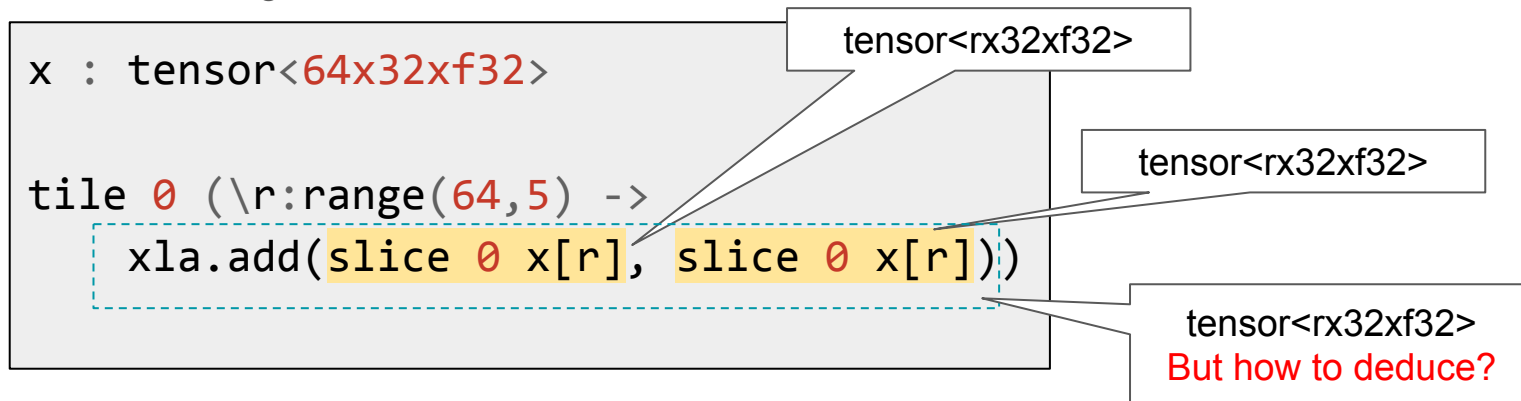 x : tensor<64x32xf32>
tensor<rx32xf32>
tile 0 (\r:range(64,5) ->
tensor<rx32xf32>
xla.add(slice 0 x[r], slice 0 x[r]))
tensor<rx32xf32>
But how to deduce?